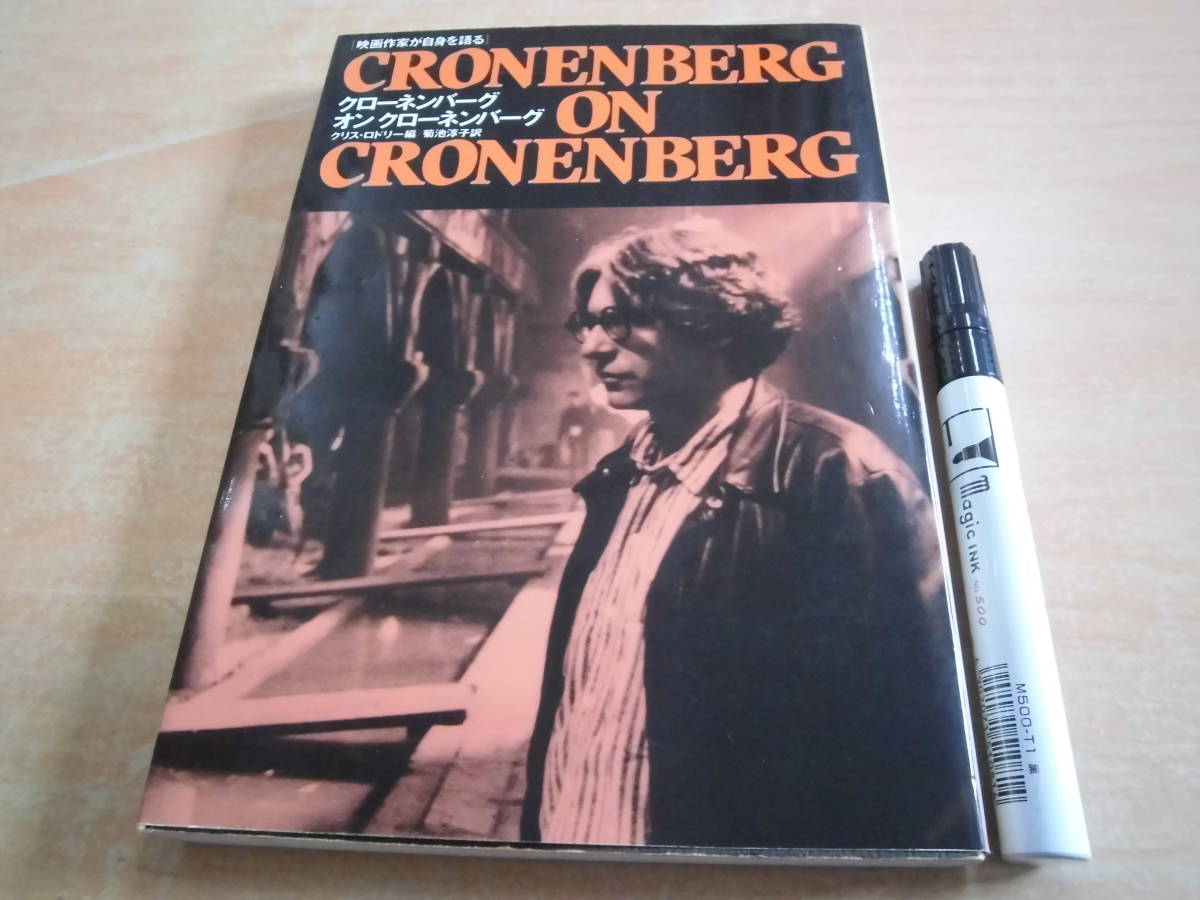 [映画作家が自身を語る]
CRONENBERG
クローネンバーグ
オン クローネンバーグ
ON
クリス・ロドリー編 菊池淳子訳
CRONENBERG
Magic INK
no.500
M500-T1 黒